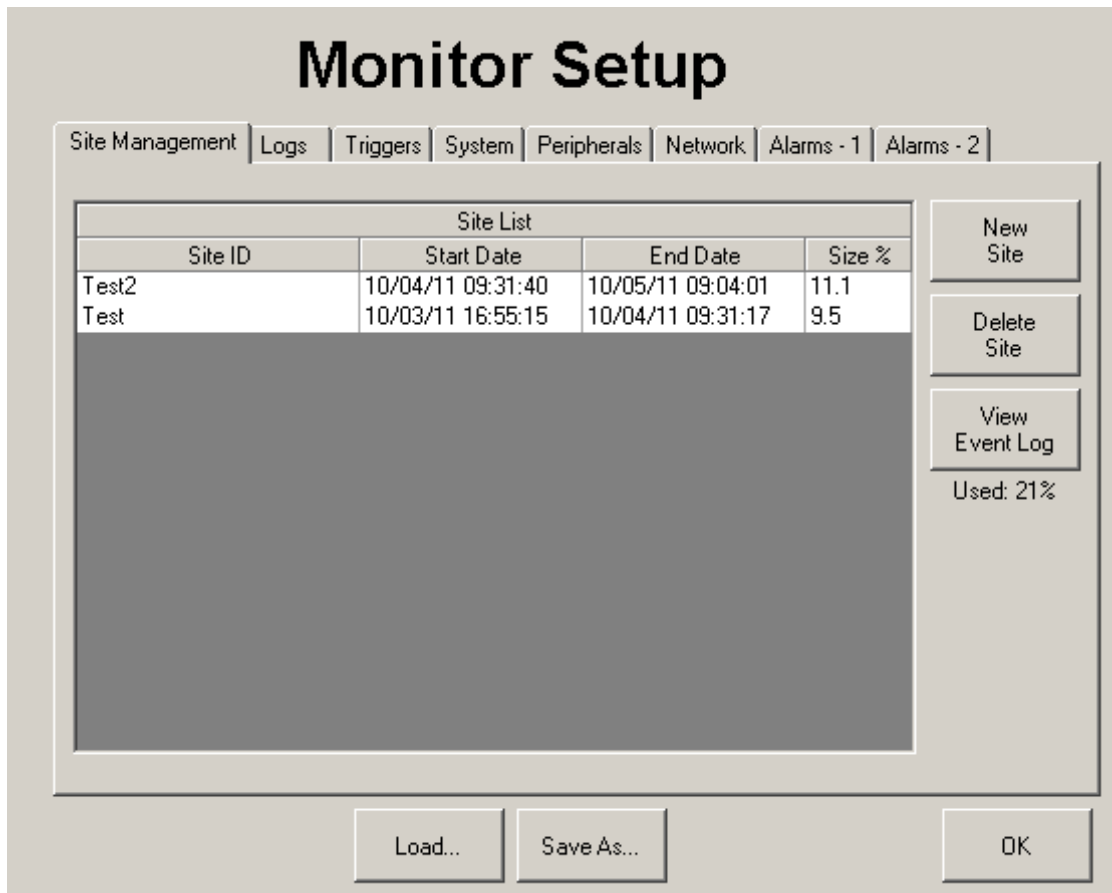 Monitor Setup
Site Management Logs Triggers System Peripherals Network Alarms - 1 Alarms - 2
Site List
Site ID Start Date End Date Size %
Test2 10/04/11 09:31:40 10/05/11 09:04:01 11.1
Test 10/03/11 16:55:15 10/04/11 09:31:17 9.5
New
Site
Delete
Site
View
Event Log
Used: 21%
Load... Save As... OK